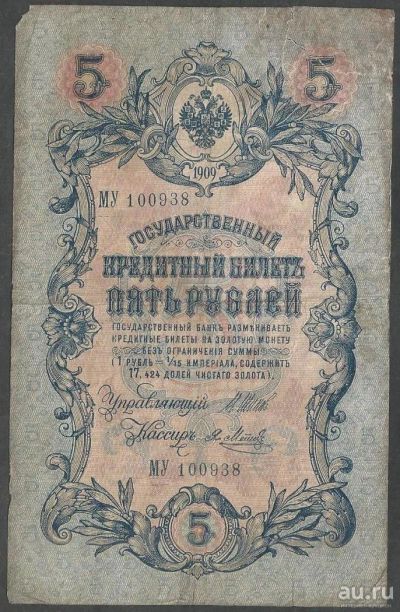 5 5
1909
МУ 100938
ГОСУДАРСТВЕННЫЙ
КРЕДИТНЫЙ БИЛЕТЪ
ПЯТЬ РУБЛЕЙ
ГОСУДАРСТВЕННЫЙ БАНКЪ РАЗМѢНИВАЕТЪ
КРЕДИТНЫЕ БИЛЕТЫ НА ЗОЛОТУЮ МОНЕТУ
БЕЗЪ ОГРАНИЧЕНІЯ СУММЫ
(1 РУБЛЬ = 1/15 ИМПЕРІАЛА, СОДЕРЖИТЪ
17,424 ДОЛЕЙ ЧИСТАГО ЗОЛОТА).
Управляющій
Кассиръ
МУ 100938
5 5
5
au.ru